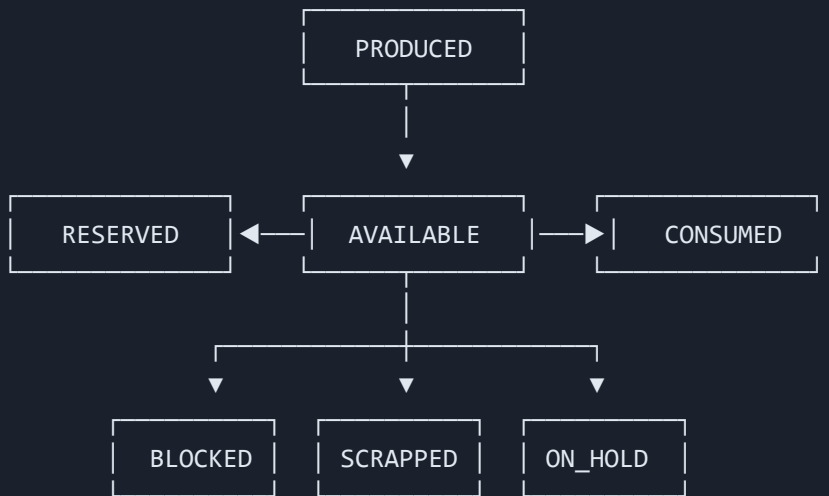 PRODUCED
RESERVED AVAILABLE CONSUMED
BLOCKED SCRAPPED ON_HOLD